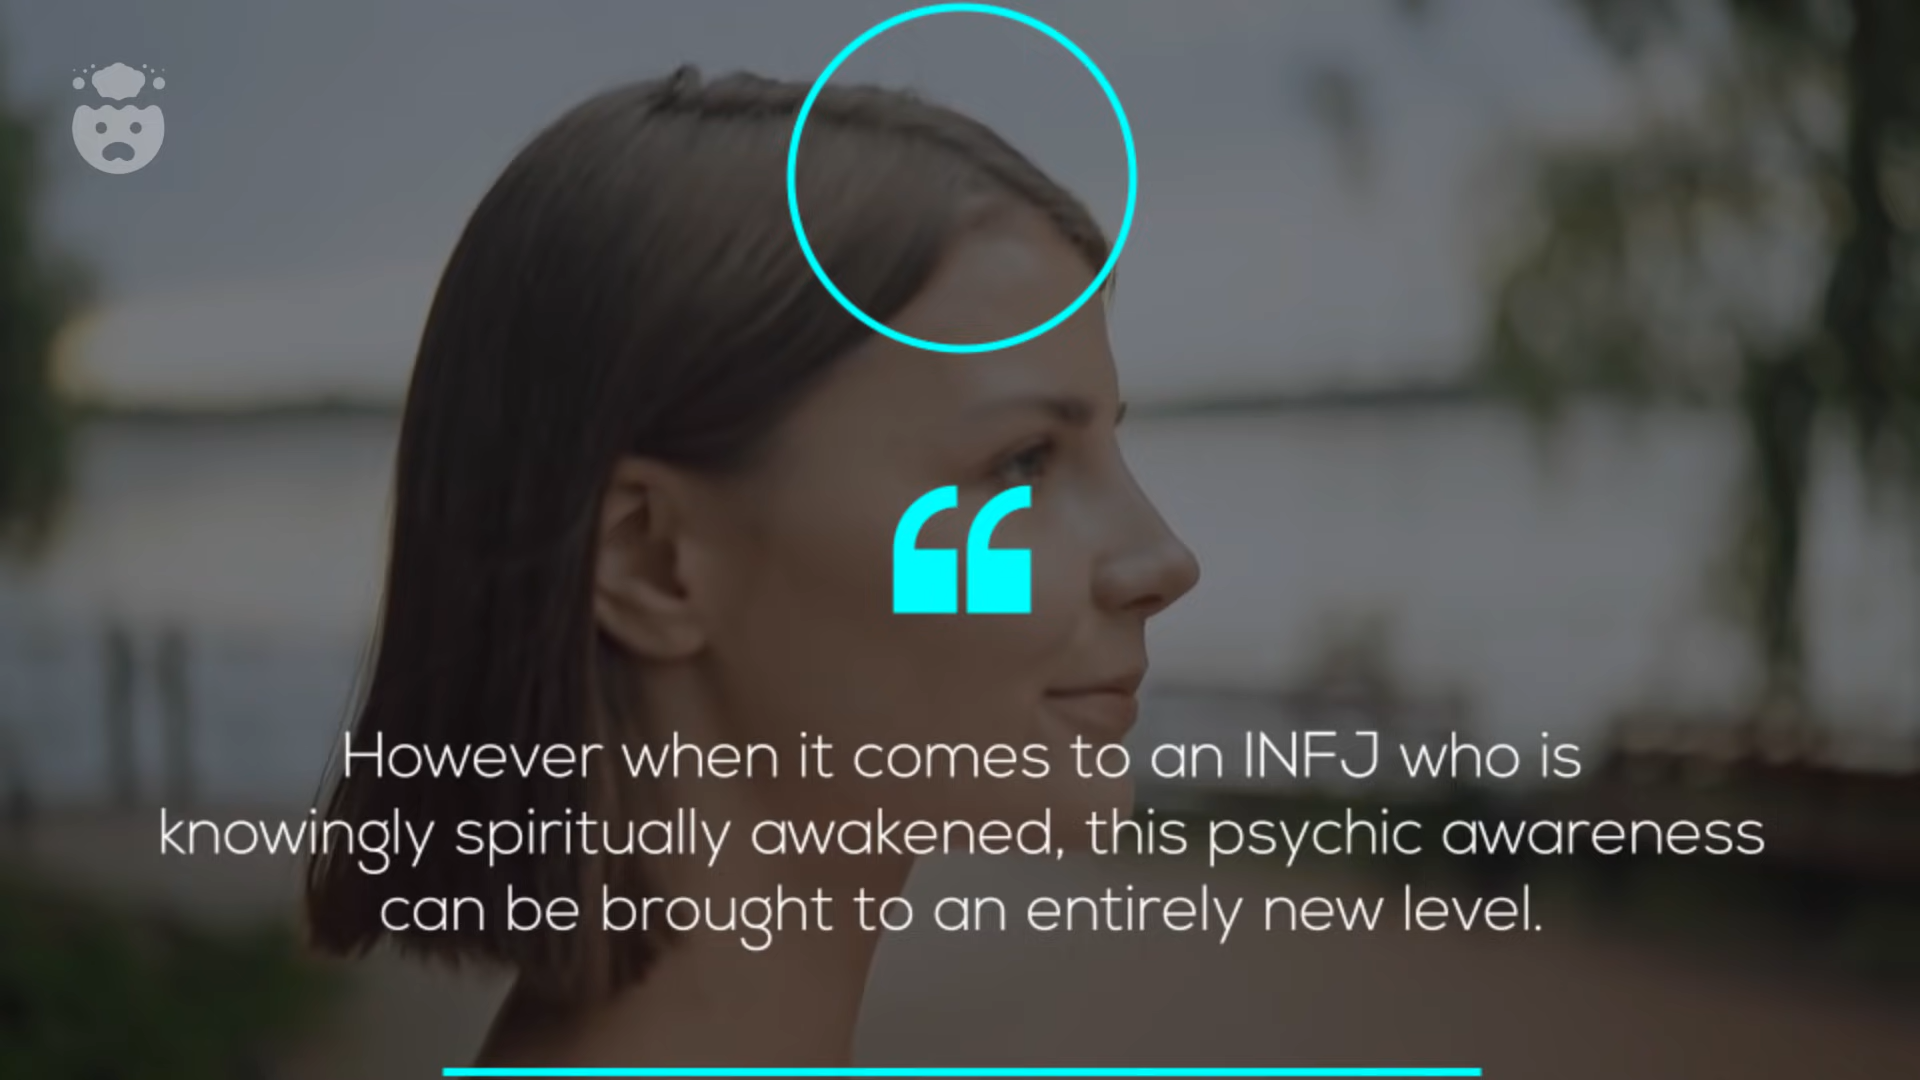 “
However when it comes to an INFJ who is
knowingly spiritually awakened, this psychic awareness
can be brought to an entirely new level.